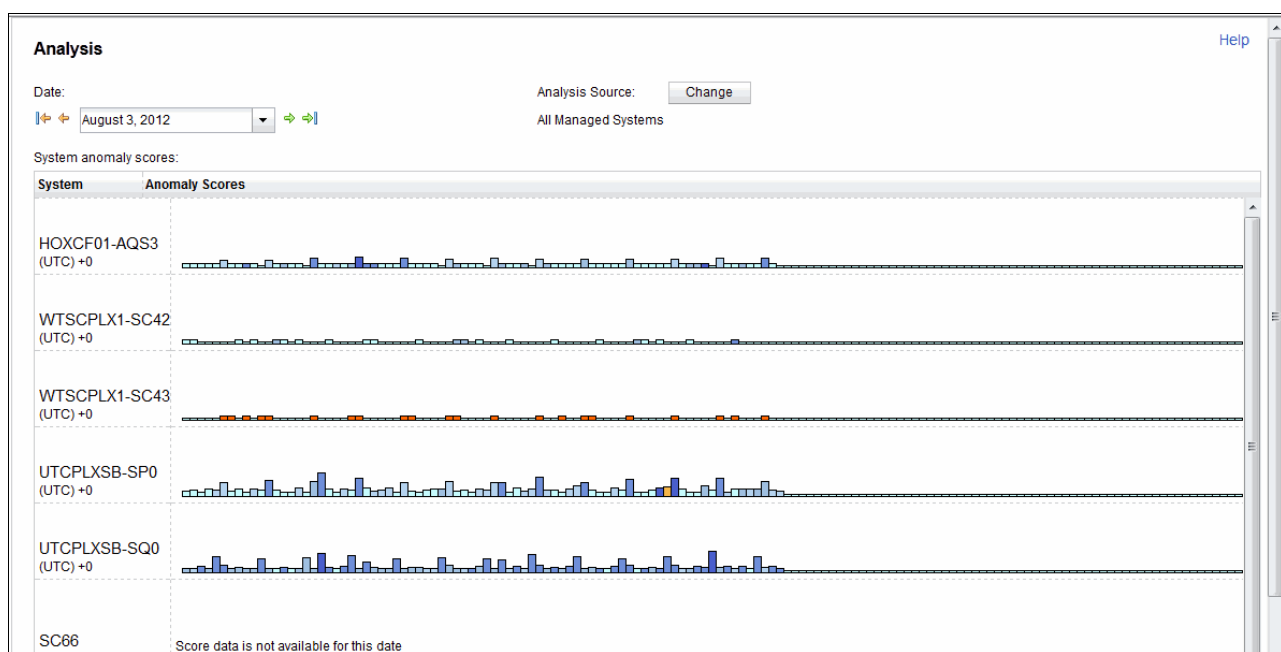 Analysis
Help
Date:
Analysis Source:
Change
August 3, 2012
All Managed Systems
System anomaly scores:
System
Anomaly Scores
HOXCF01-AQS3
(UTC) +0
WTSCPLX1-SC42
(UTC) +0
WTSCPLX1-SC43
(UTC) +0
UTCPLXSB-SP0
(UTC) +0
UTCPLXSB-SQ0
(UTC) +0
SC66
Score data is not available for this date